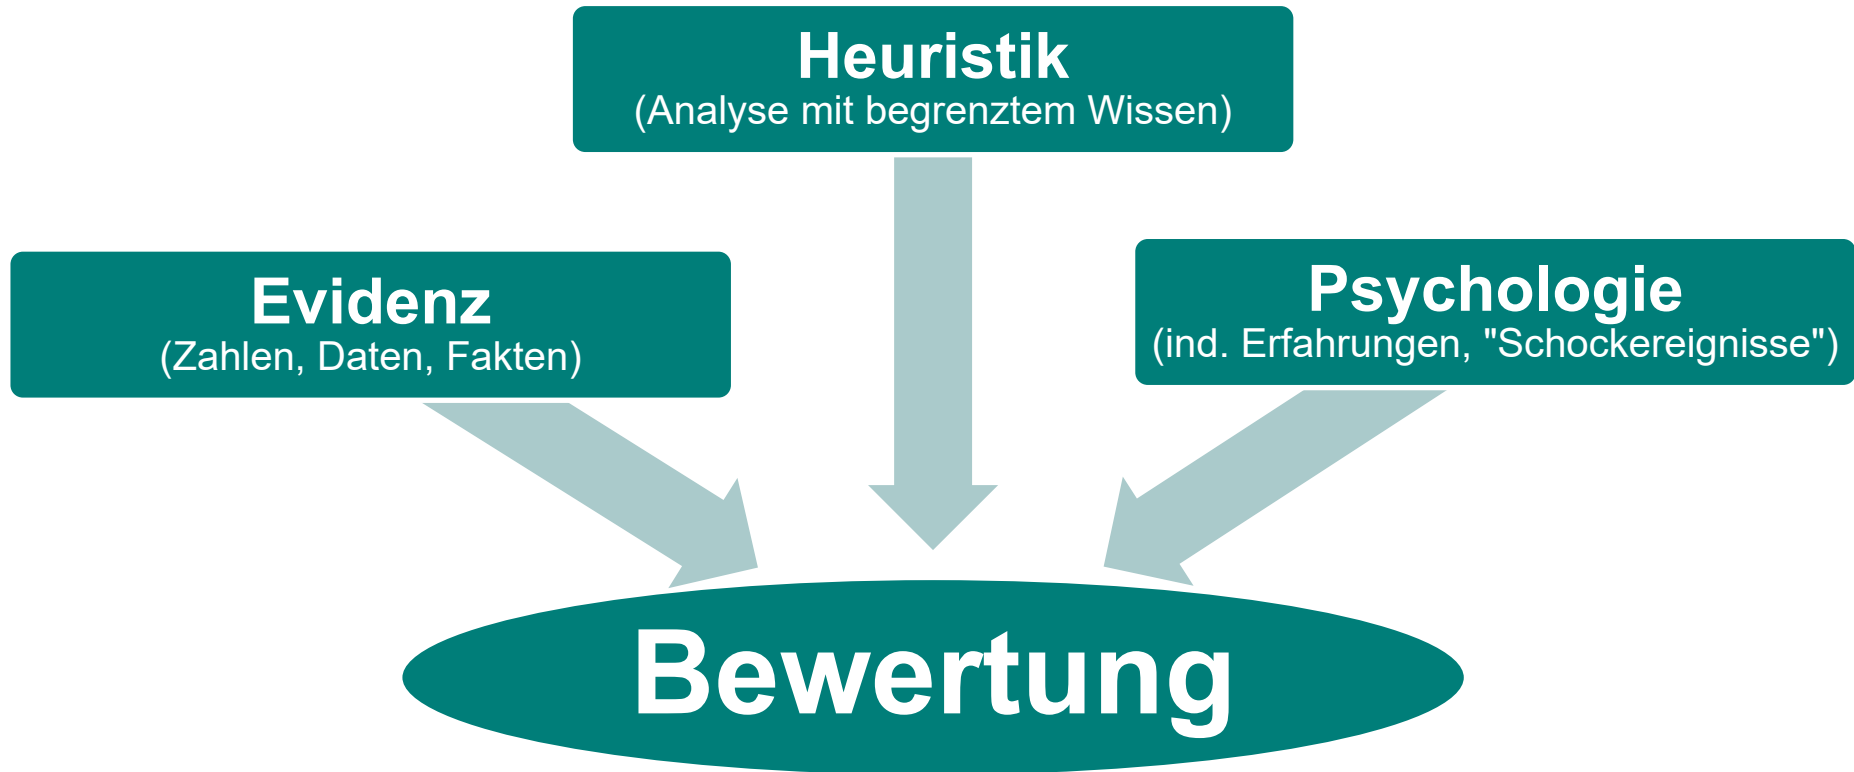 Heuristik
(Analyse mit begrenztem Wissen)
Evidenz
(Zahlen, Daten, Fakten)
Psychologie
(ind. Erfahrungen, "Schockereignisse")
Bewertung